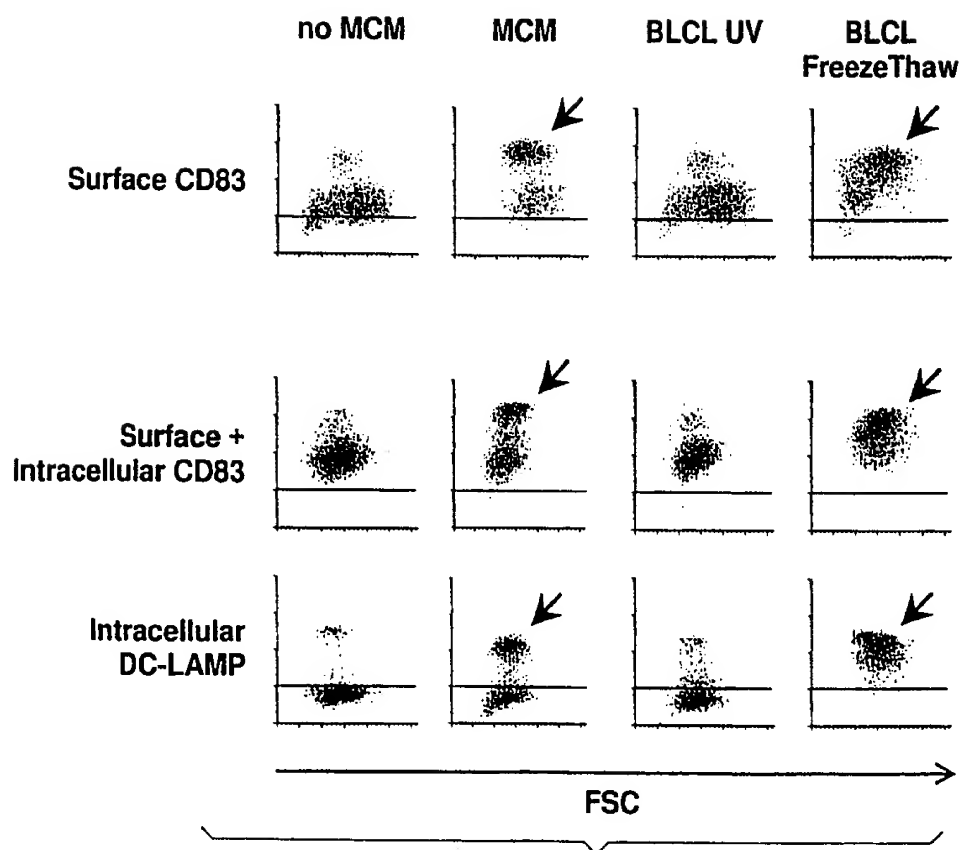 no MCM
MCM
BLCL UV
BLCL
FreezeThaw
Surface CD83
Surface +
Intracellular CD83
Intracellular
DC-LAMP
FSC